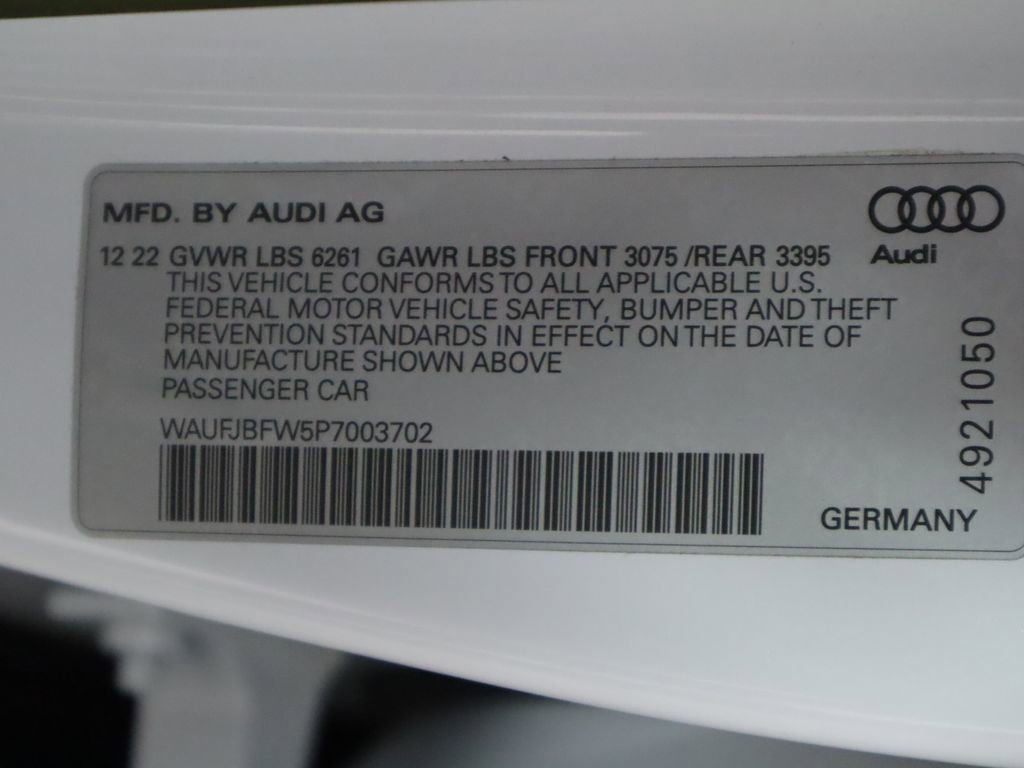 MFD. BY AUDI AG
Audi
12 22 GVWR LBS 6261 GAWR LBS FRONT 3075 /REAR 3395
THIS VEHICLE CONFORMS TO ALL APPLICABLE U.S.
FEDERAL MOTOR VEHICLE SAFETY, BUMPER AND THEFT
PREVENTION STANDARDS IN EFFECT ON THE DATE OF
MANUFACTURE SHOWN ABOVE
PASSENGER CAR
WAUFJBFW5P7003702
4921050
GERMANY